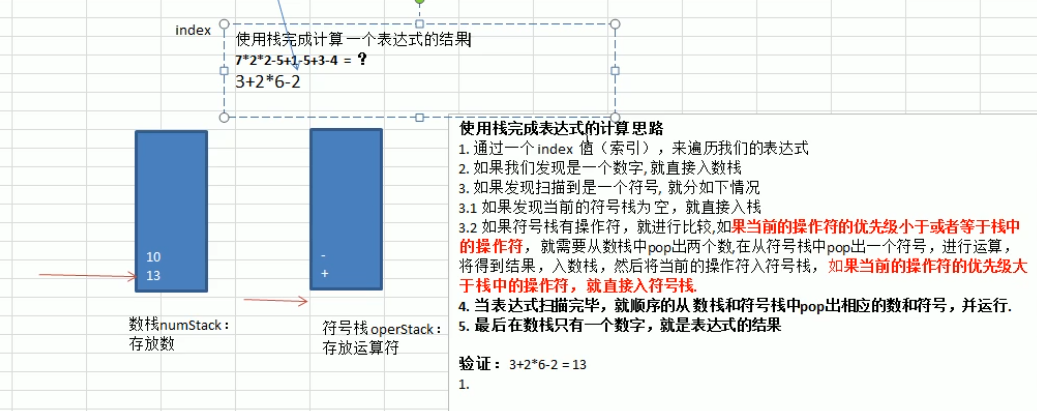 index
使用栈完成计算 一个表达式的结果
7*2*2-5+1-5+3-4 = ？
3+2*6-2
10
13
-
+
数栈numStack：
存放数
符号栈operStack：
存放运算符
使用栈完成表达式的计算 思路
1. 通过一个 index 值（索引），来遍历我们的表达式
2. 如果我们发现是一个数字, 就直接入数栈
3. 如果发现扫描到是一个符号, 就分如下情况
3.1 如果发现当前的符号栈为 空，就直接入栈
3.2 如果符号栈有操作符，就进行比较,如果当前的操作符的优先级小于或者等于栈中
的操作符， 就需要从数栈中pop出两个数,在从符号栈中pop出一个符号，进行运算，
将得到结果，入数栈，然后将当前的操作符入符号栈， 如果当前的操作符的优先级大
于栈中的操作符， 就直接入符号栈.
4. 当表达式扫描完毕，就顺序的从 数栈和符号栈中pop出相应的数和符号，并运行.
5. 最后在数栈只有一个数字，就是表达式的结果
验证：3+2*6-2 = 13
1.